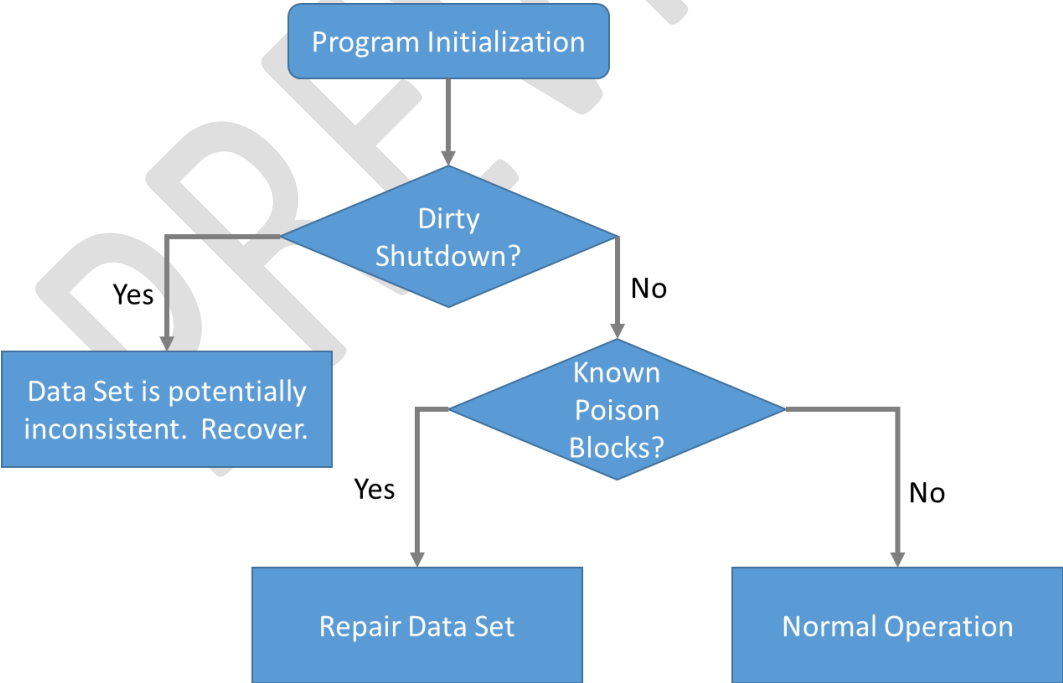 Program Initialization
Dirty
Shutdown?
Yes
No
Data Set is potentially
inconsistent.  Recover.
Known
Poison
Blocks?
Yes
No
Repair Data Set
Normal Operation